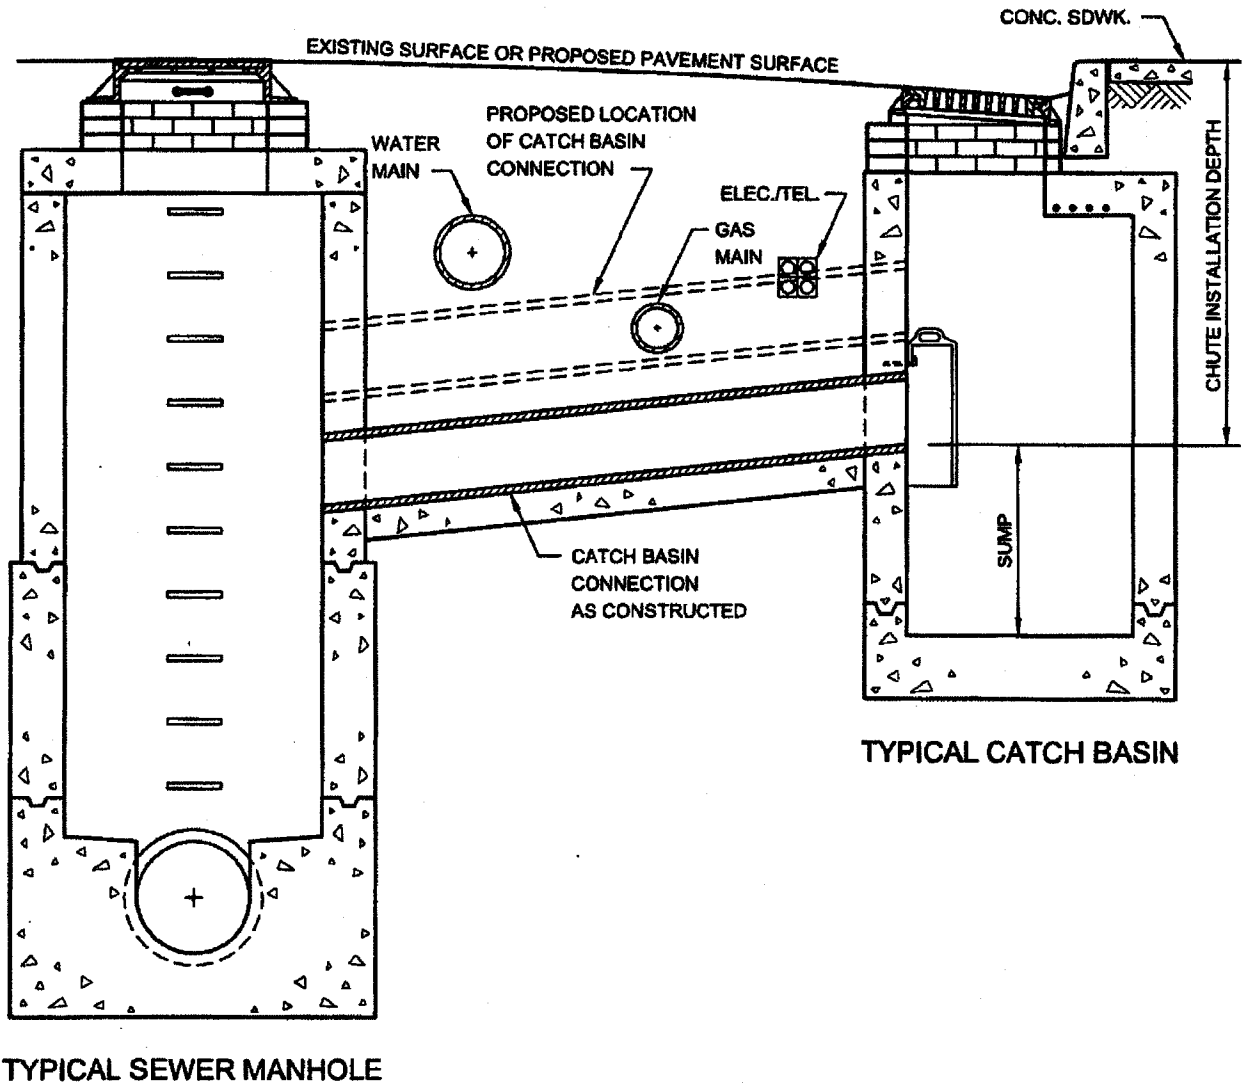 CONC. SDWK.
EXISTING SURFACE OR PROPOSED PAVEMENT SURFACE
PROPOSED LOCATION
OF CATCH BASIN
CONNECTION
WATER
MAIN
ELEC./TEL.
GAS
MAIN
CHUTE INSTALLATION DEPTH
SUMP
CATCH BASIN
CONNECTION
AS CONSTRUCTED
TYPICAL CATCH BASIN
TYPICAL SEWER MANHOLE